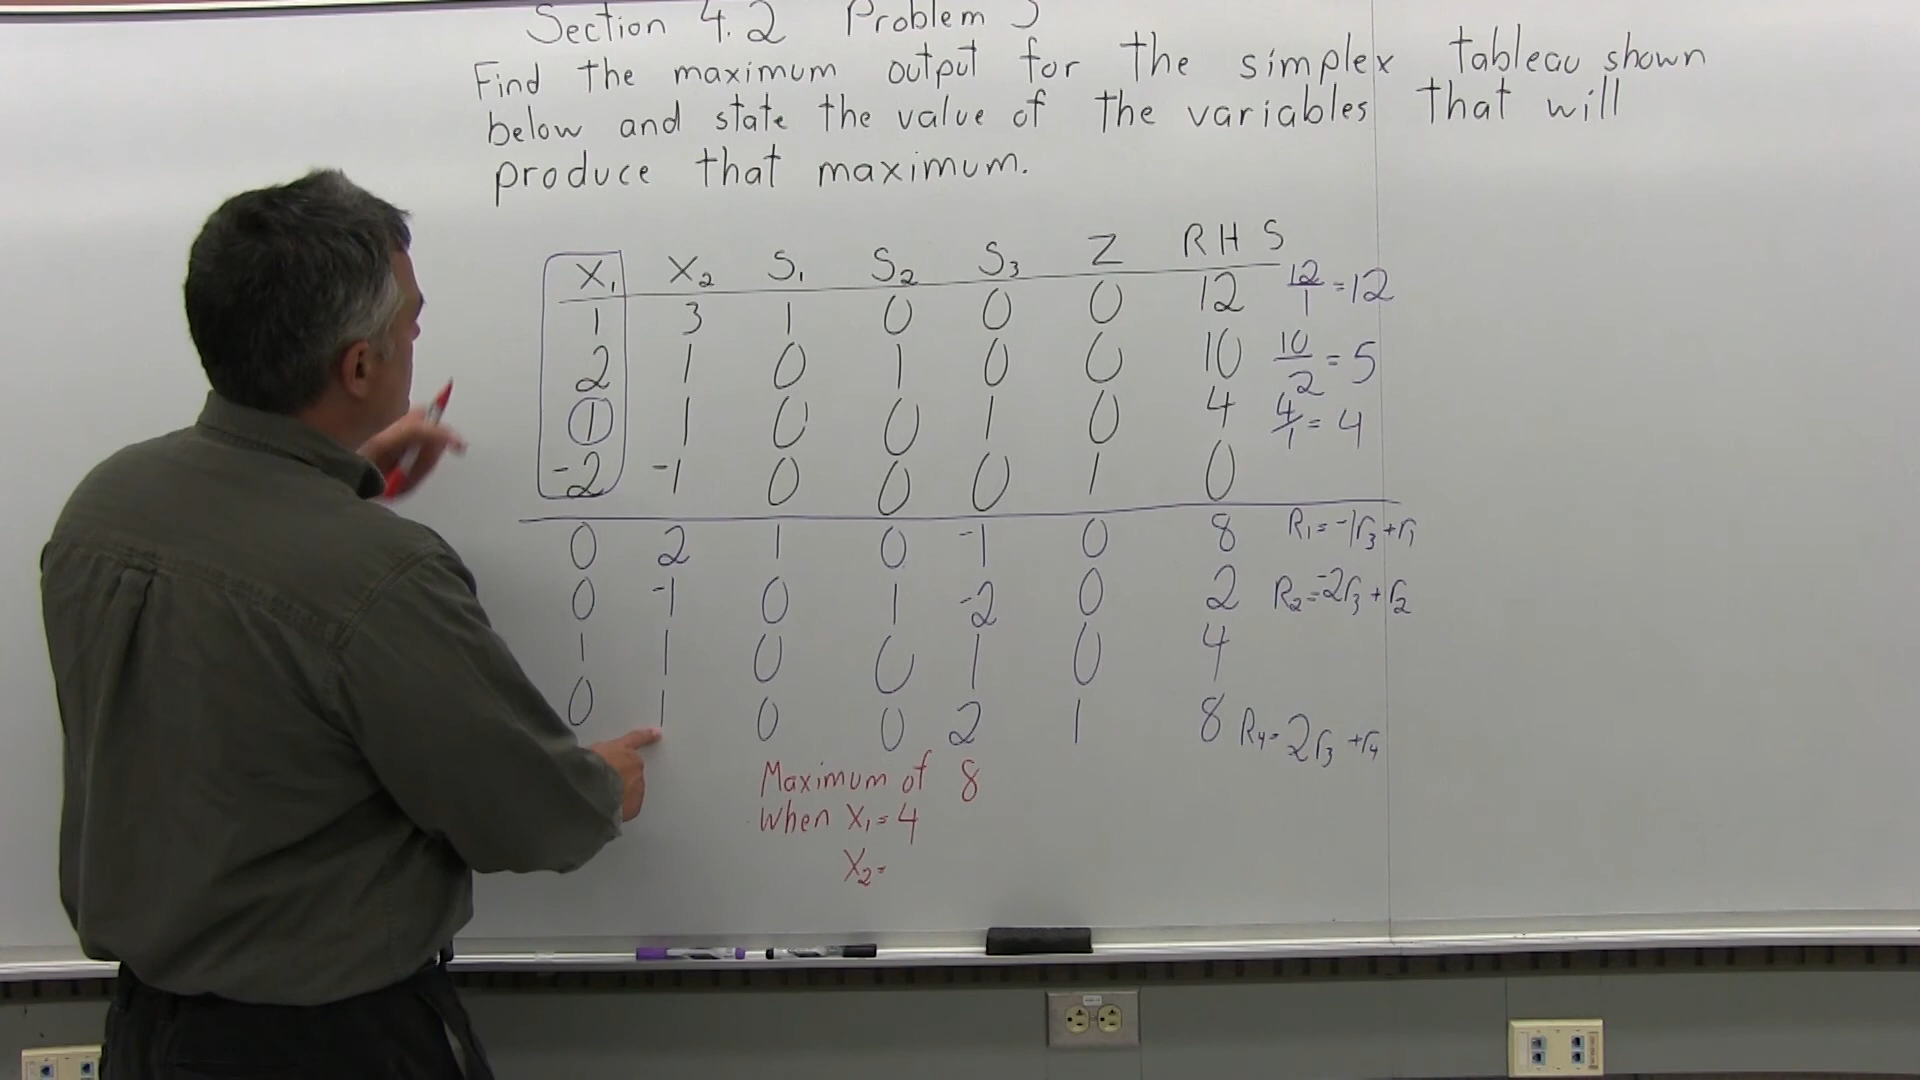 Section 4.2 Problem
Find the maximum output for the simplex tableau shown
below and state the value of the variables that will
produce that maximum.
X₁ X₂ S₁ S₂ S₃ Z RHS
1 3 1 0 0 0 12 12/1 = 12
2 1 0 1 0 0 10 10/2 = 5
1 1 0 0 1 0 4 4/1 = 4
-2 -1 0 0 0 1 0
0 2 1 0 -1 0 8 R₁ = -1r₃ + r₁
0 -1 0 1 -2 0 2 R₂ = -2r₃ + r₂
1 1 0 0 1 0 4
0 1 0 0 2 1 8 R₄ = 2r₃ + r₄
Maximum of 8
When X₁ = 4
X₂ =